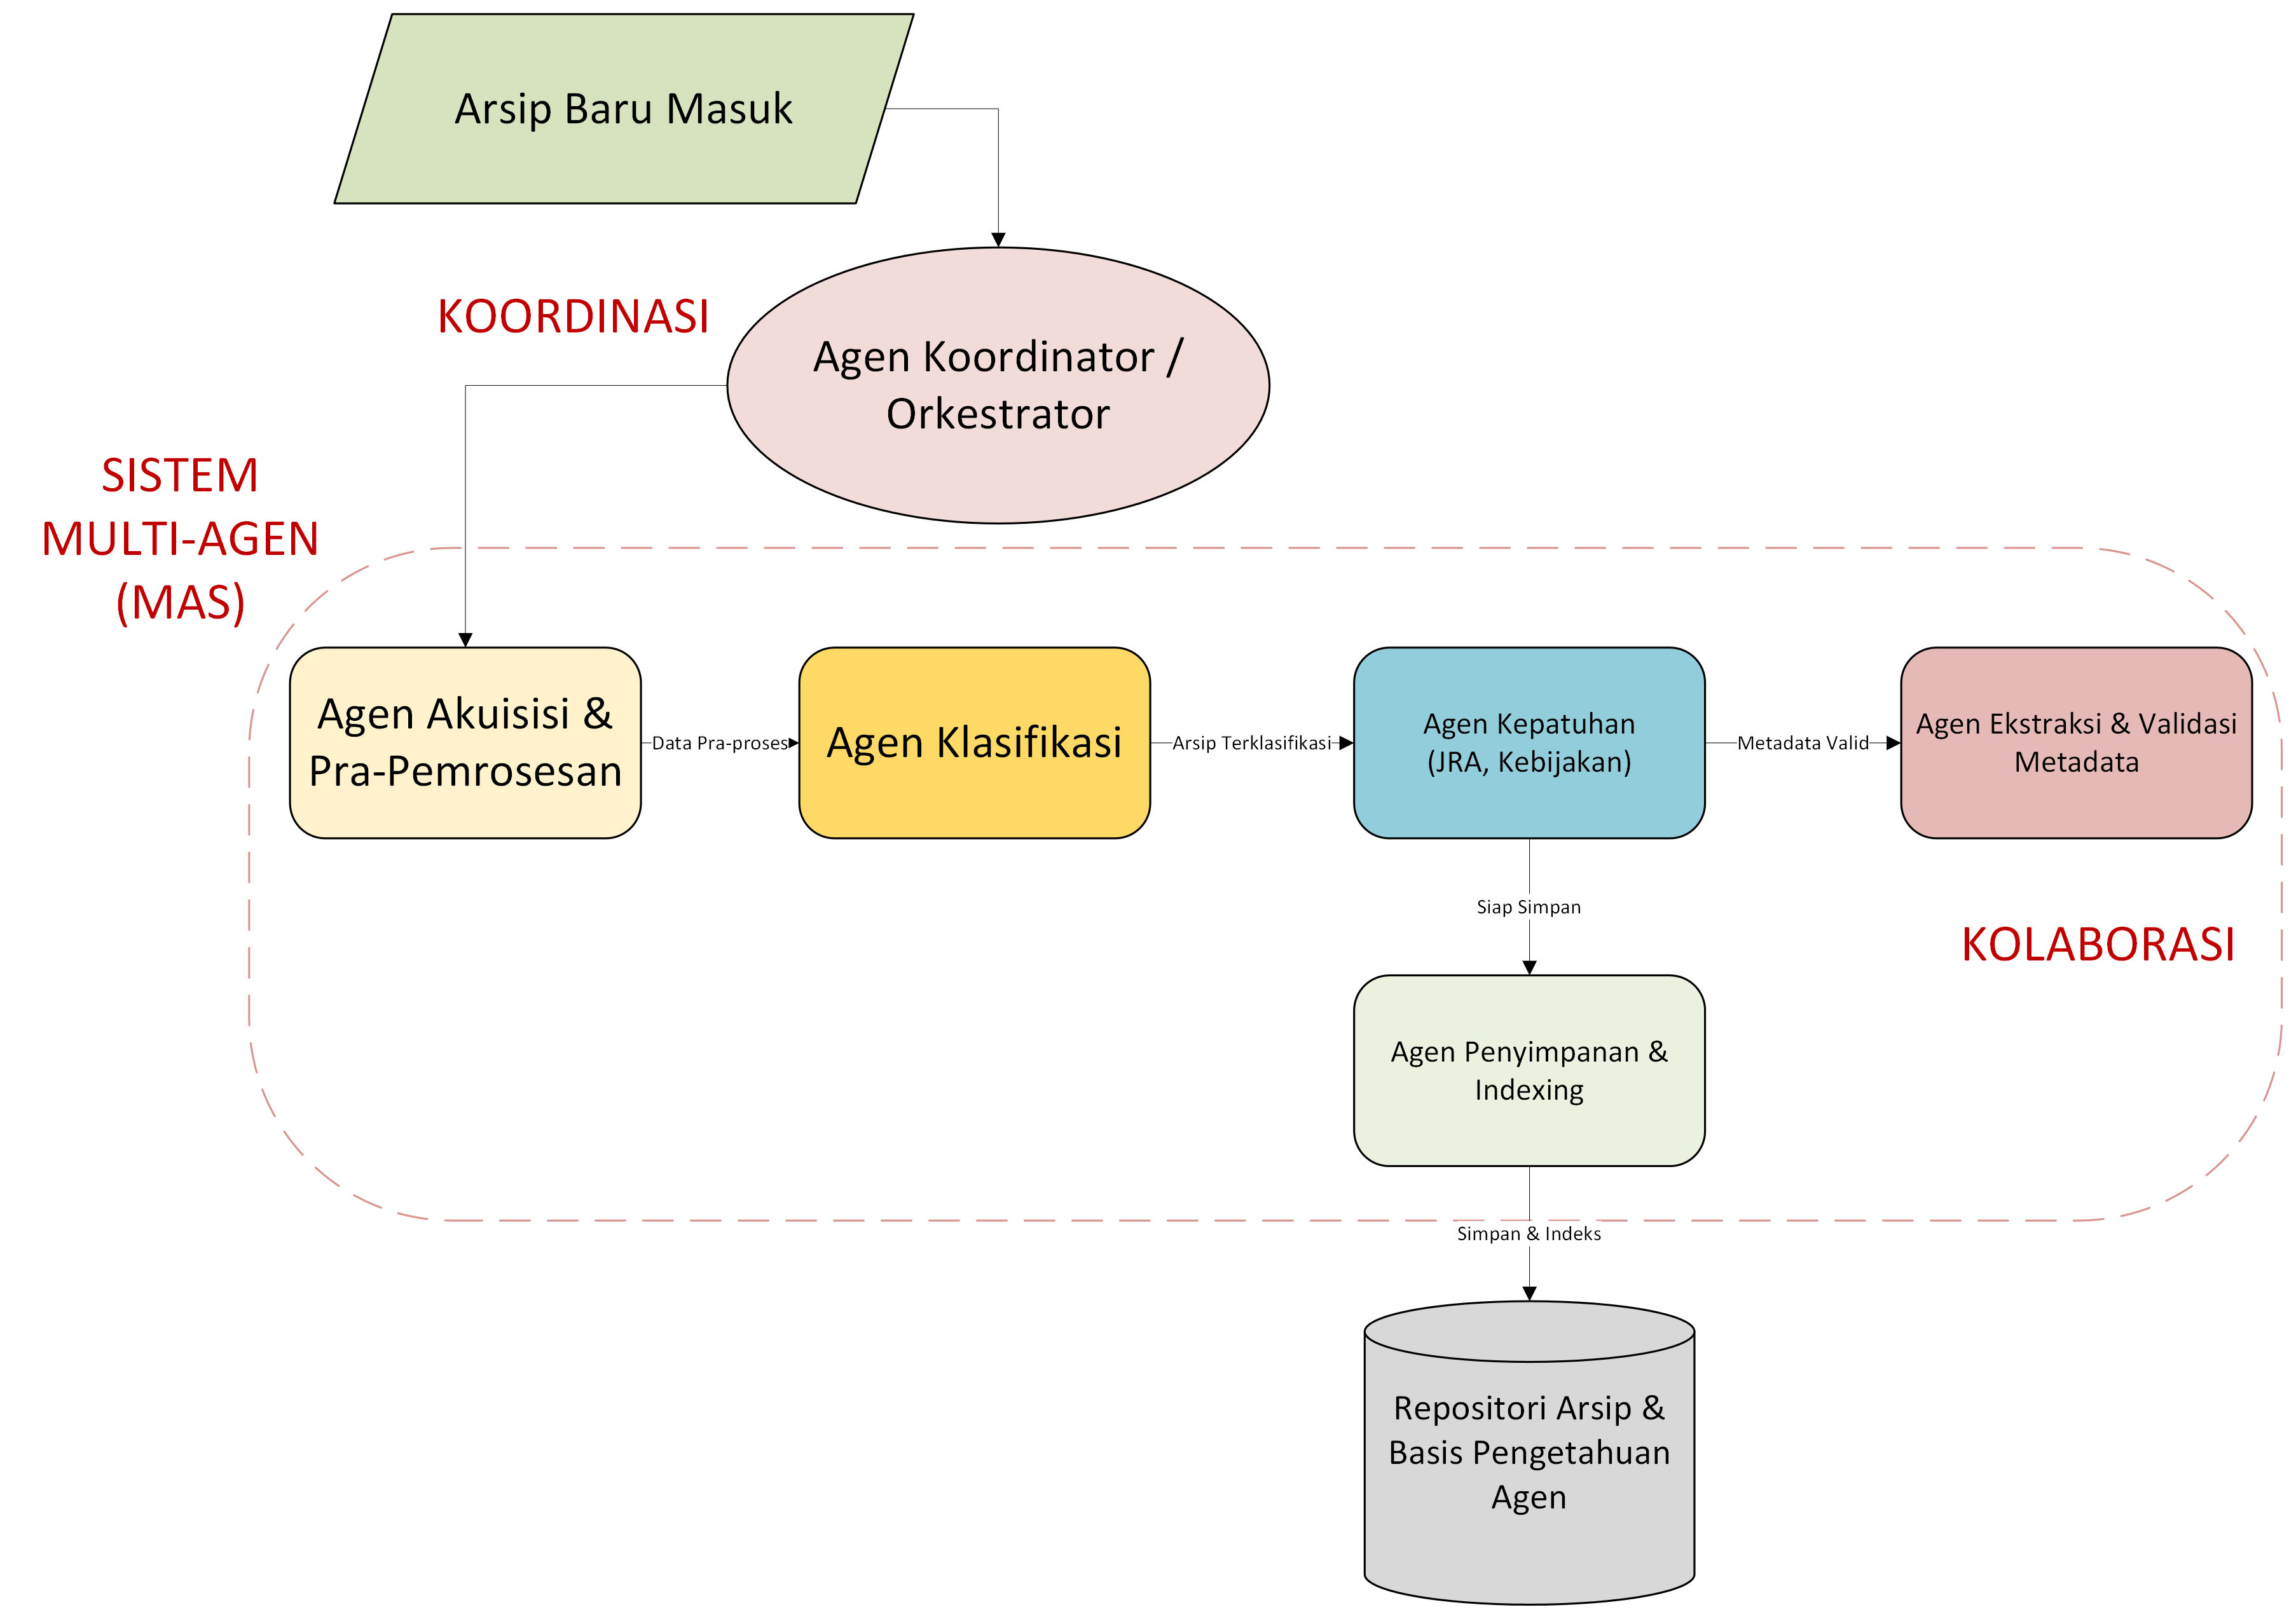 Arsip Baru Masuk
KOORDINASI
Agen Koordinator /
Orkestrator
SISTEM
MULTI-AGEN
(MAS)
Agen Akuisisi &
Pra-Pemrosesan
Data Pra-proses
Agen Klasifikasi
Arsip Terklasifikasi
Agen Kepatuhan
(JRA, Kebijakan)
Metadata Valid
Agen Ekstraksi & Validasi
Metadata
Siap Simpan
KOLABORASI
Agen Penyimpanan &
Indexing
Simpan & Indeks
Repositori Arsip &
Basis Pengetahuan
Agen